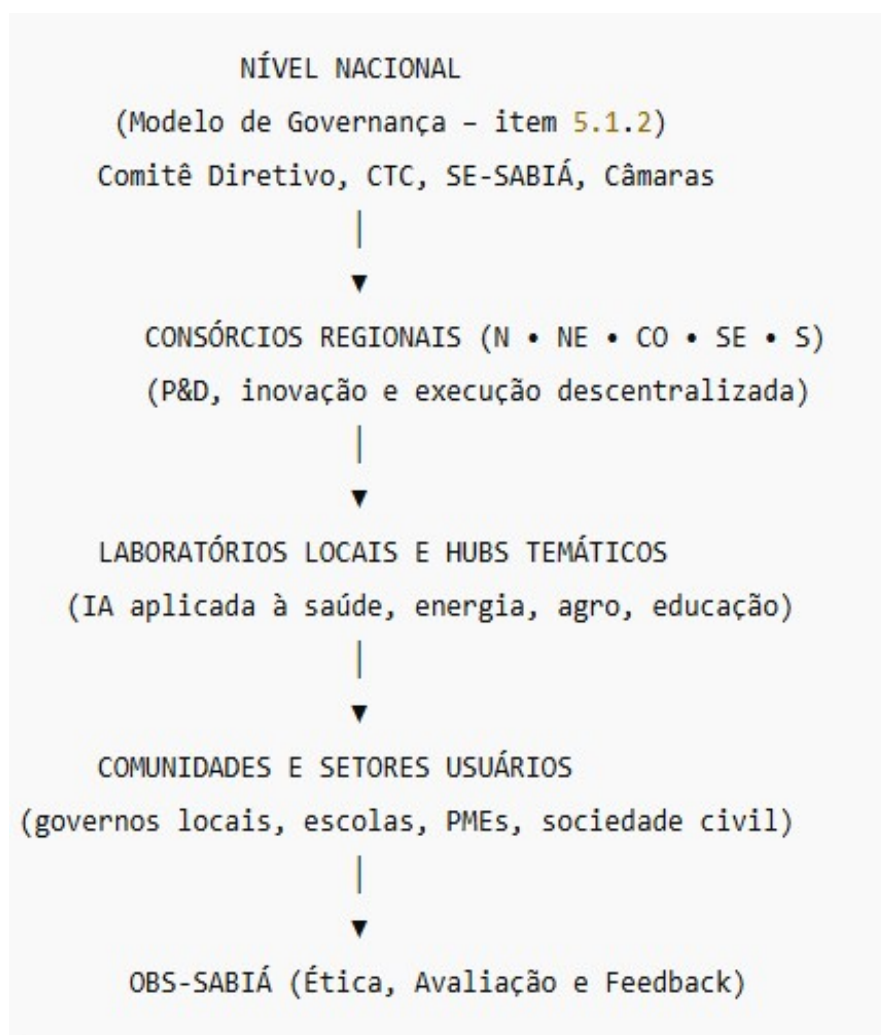 NÍVEL NACIONAL
(Modelo de Governança – item 5.1.2)
Comitê Diretivo, CTC, SE-SABIÁ, Câmaras
CONSÓRCIOS REGIONAIS (N • NE • CO • SE • S)
(P&D, inovação e execução descentralizada)
LABORATÓRIOS LOCAIS E HUBS TEMÁTICOS
(IA aplicada à saúde, energia, agro, educação)
COMUNIDADES E SETORES USUÁRIOS
(governos locais, escolas, PMEs, sociedade civil)
OBS-SABIÁ (Ética, Avaliação e Feedback)